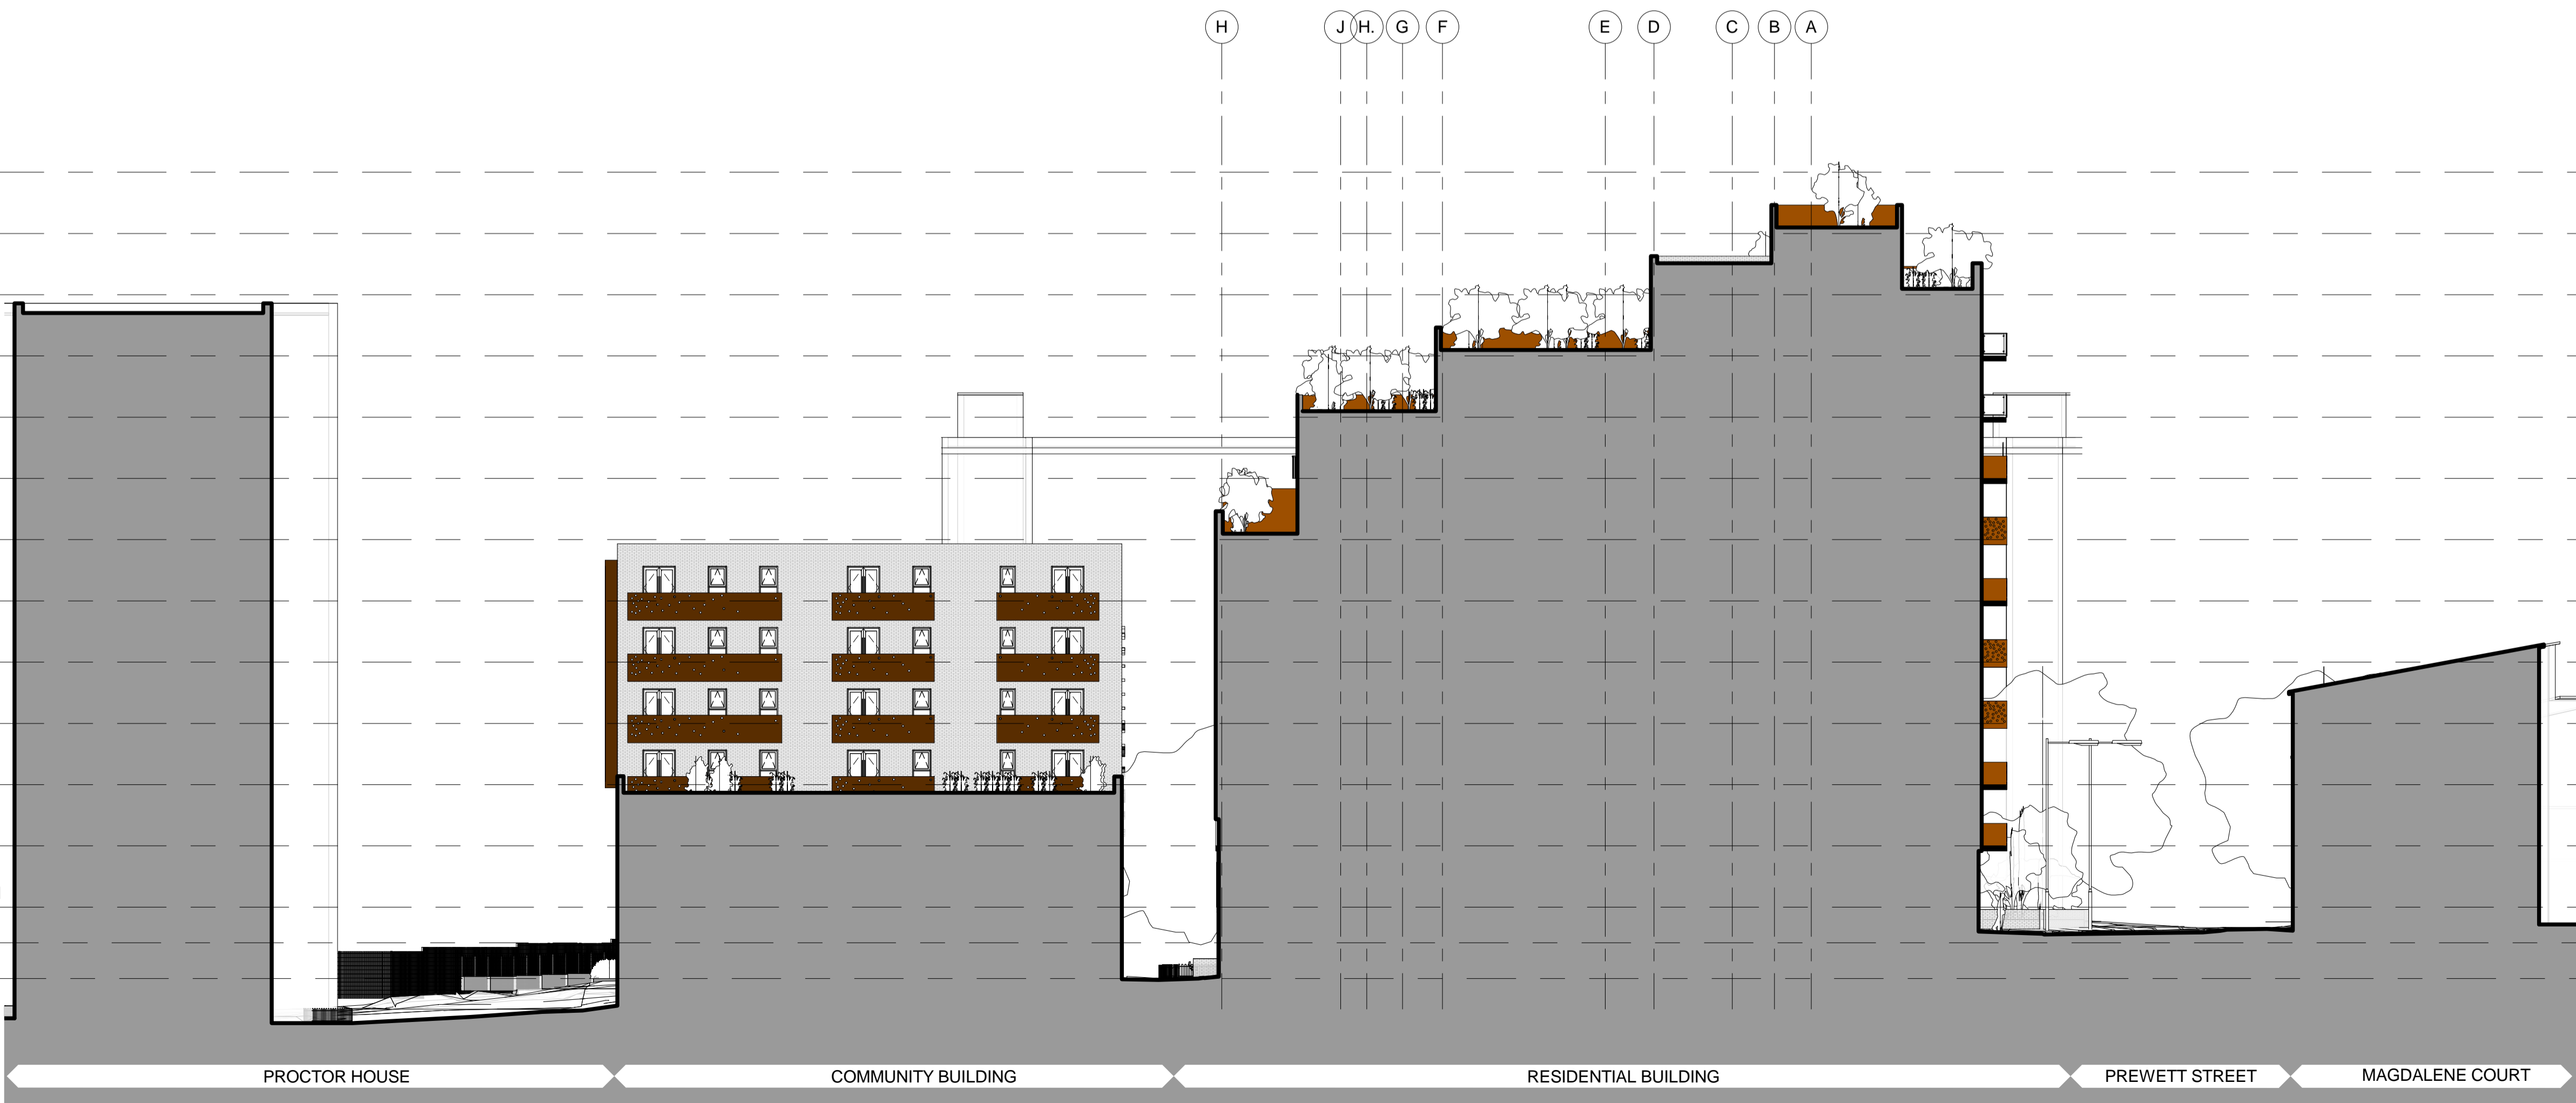 H J H. G F E D C B A
PROCTOR HOUSE COMMUNITY BUILDING RESIDENTIAL BUILDING PREWETT STREET MAGDALENE COURT